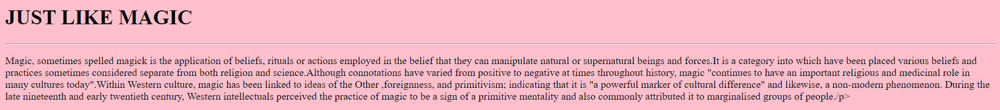 JUST LIKE MAGIC
Magic, sometimes spelled magick is the application of beliefs, rituals or actions employed in the belief that they can manipulate natural or supernatural beings and forces.It is a category into which have been placed various beliefs and
practices sometimes considered separate from both religion and science.Although connotations have varied from positive to negative at times throughout history, magic "continues to have an important religious and medicinal role in
many cultures today".Within Western culture, magic has been linked to ideas of the Other ,foreignness, and primitivism; indicating that it is "a powerful marker of cultural difference" and likewise, a non-modern phenomenon. During the
late nineteenth and early twentieth century, Western intellectuals perceived the practice of magic to be a sign of a primitive mentality and also commonly attributed it to marginalised groups of people./p>